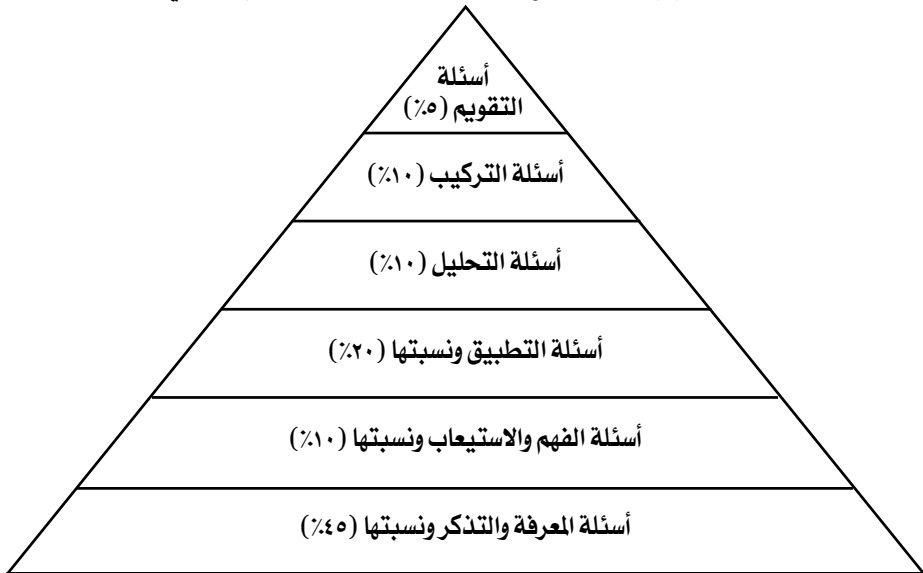 أسئلة
التقويم (٥٪)
أسئلة التركيب (١٠٪)
أسئلة التحليل (١٠٪)
أسئلة التطبيق ونسبتها (٢٠٪)
أسئلة الفهم والاستيعاب ونسبتها (١٠٪)
أسئلة المعرفة والتذكر ونسبتها (٤٥٪)